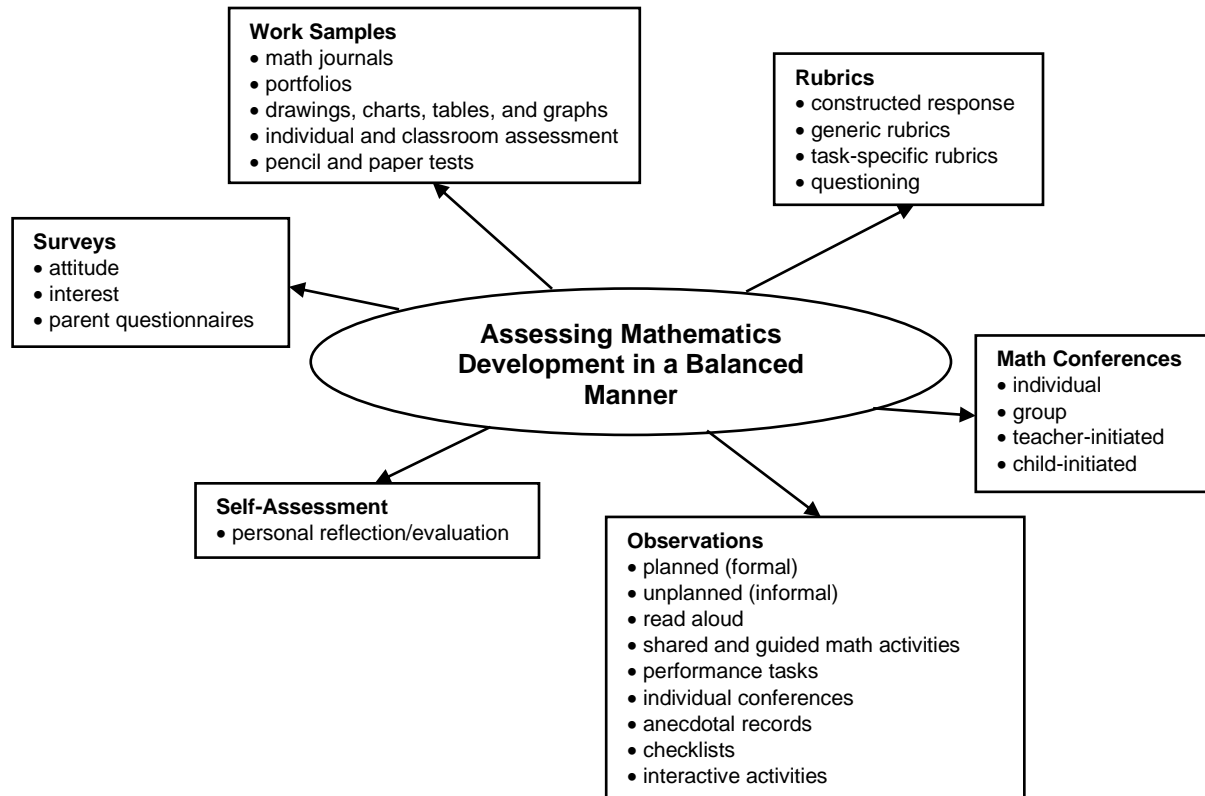 Work Samples
• math journals
• portfolios
• drawings, charts, tables, and graphs
• individual and classroom assessment
• pencil and paper tests
Rubrics
• constructed response
• generic rubrics
• task-specific rubrics
• questioning
Surveys
• attitude
• interest
• parent questionnaires
Assessing Mathematics
Development in a Balanced
Manner
Math Conferences
• individual
• group
• teacher-initiated
• child-initiated
Self-Assessment
• personal reflection/evaluation
Observations
• planned (formal)
• unplanned (informal)
• read aloud
• shared and guided math activities
• performance tasks
• individual conferences
• anecdotal records
• checklists
• interactive activities